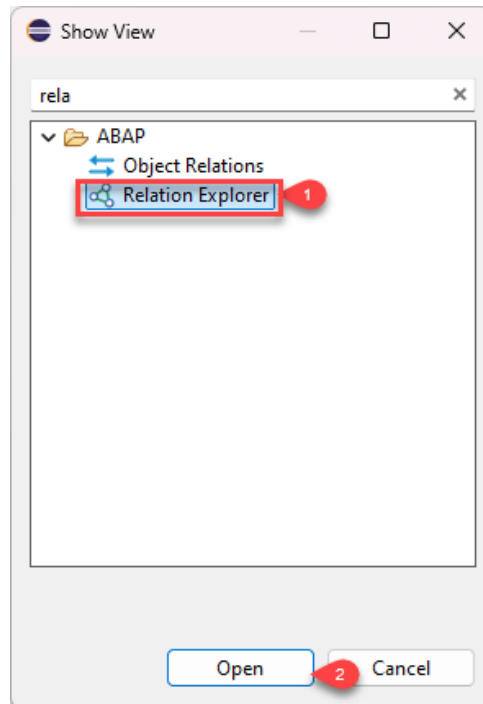 Show View
rela
ABAP
Object Relations
Relation Explorer
1
Open
2
Cancel